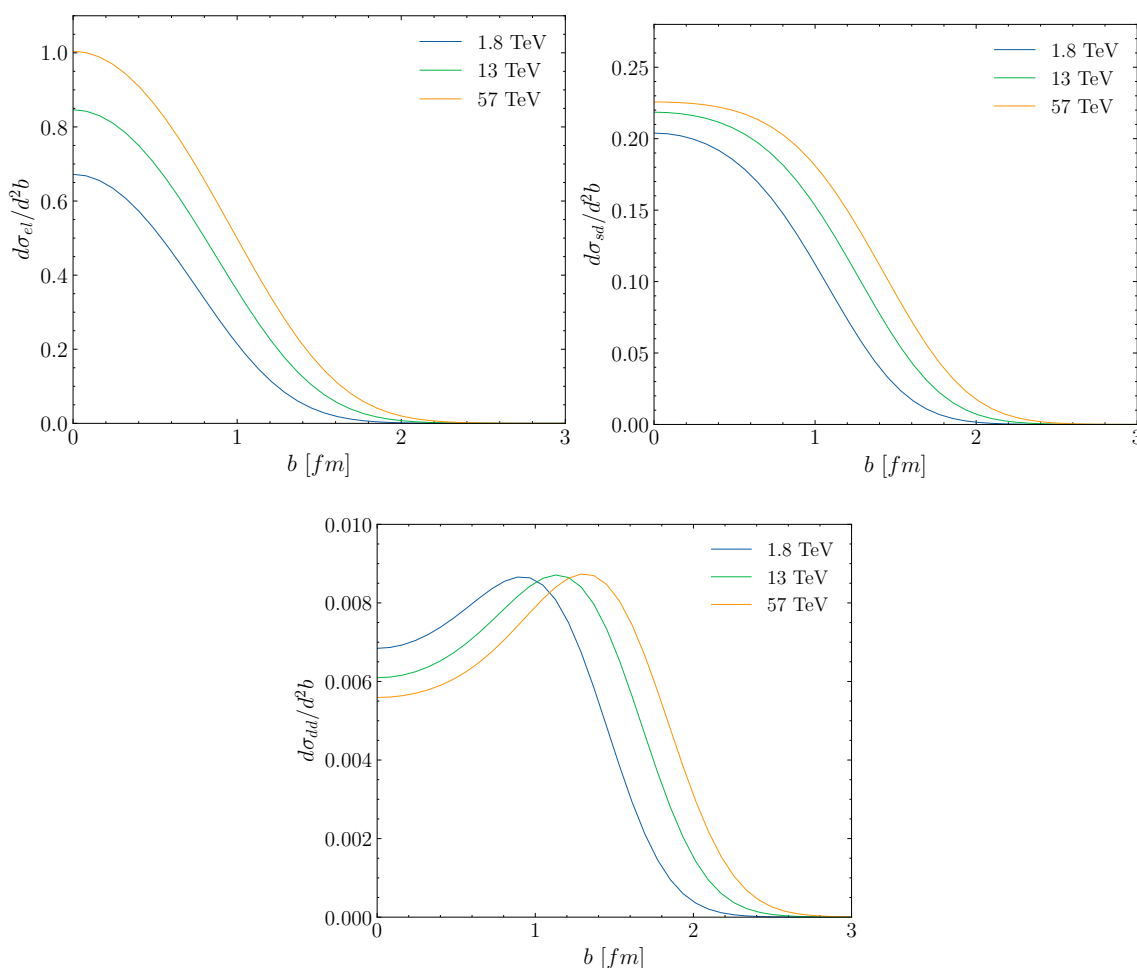 dσ_el/d²b
1.0
0.8
0.6
0.4
0.2
0.0
1.8 TeV
13 TeV
57 TeV
0 1 2 3
b [fm]
dσ_sd/d²b
0.25
0.20
0.15
0.10
0.05
0.00
1.8 TeV
13 TeV
57 TeV
0 1 2 3
b [fm]
dσ_dd/d²b
0.010
0.008
0.006
0.004
0.002
0.000
1.8 TeV
13 TeV
57 TeV
0 1 2 3
b [fm]